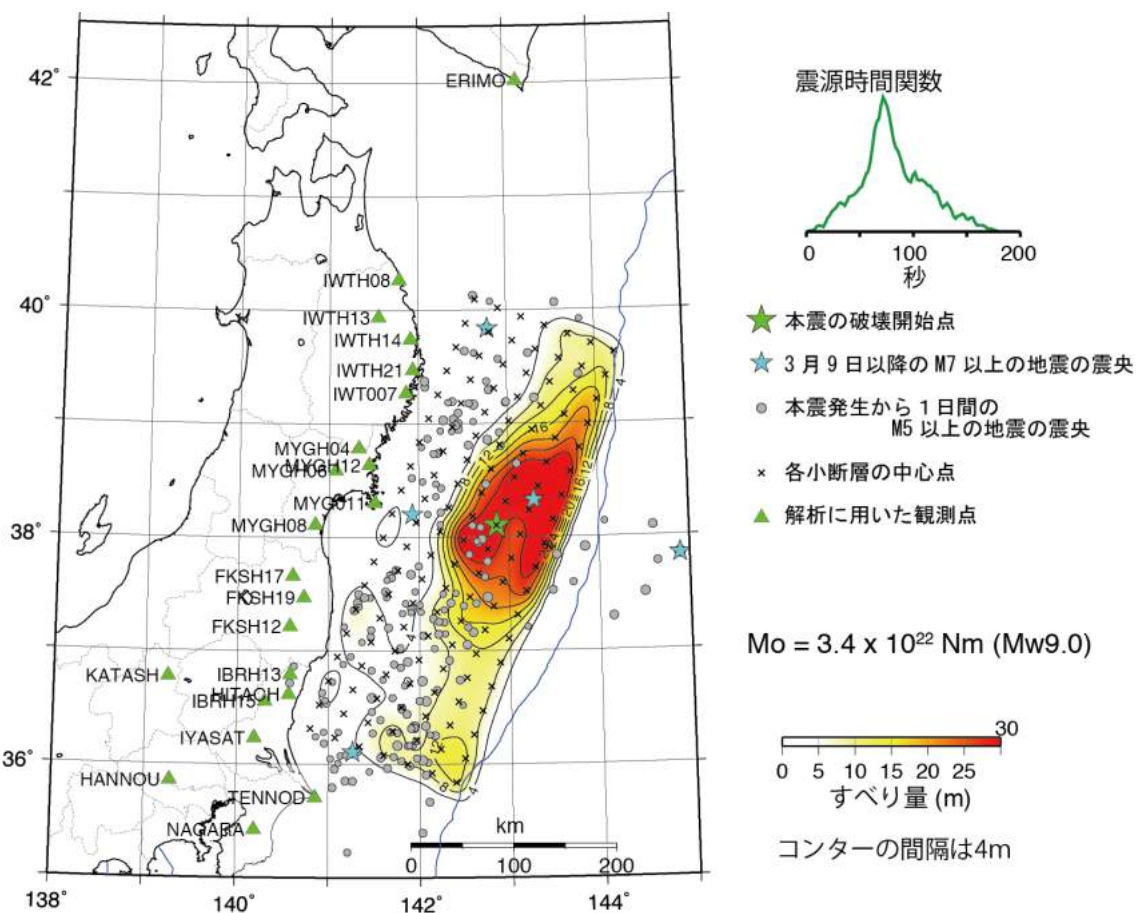 42°
40°
38°
36°
138°
140°
142°
144°
ERIMO
IWTH08
IWTH13
IWTH14
IWTH21
IWT007
MYGH04
MYGH12
MYGH06
MYG011
MYGH08
FKSH17
FKSH19
FKSH12
KATASH
IBRH13
HITACH
IBRH15
IYASAT
HANNOU
TENNOD
NAGARA
km
0 100 200
震源時間関数
0 100 200
秒
本震の破壊開始点
3月9日以降のM7以上の地震の震央
本震発生から1日間の
M5以上の地震の震央
各小断層の中心点
解析に用いた観測点
Mo = 3.4 x 10²² Nm (Mw9.0)
30
0 5 10 15 20 25
すべり量 (m)
コンターの間隔は4m